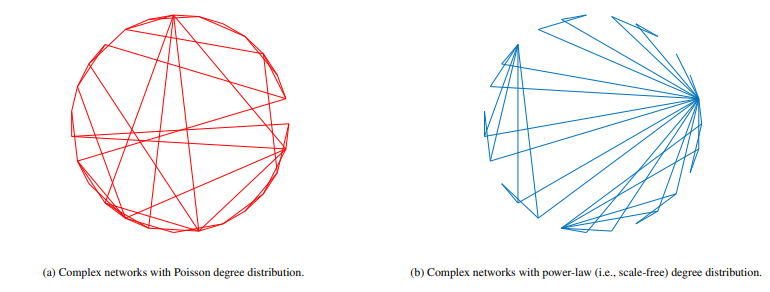 (a) Complex networks with Poisson degree distribution.
(b) Complex networks with power-law (i.e., scale-free) degree distribution.